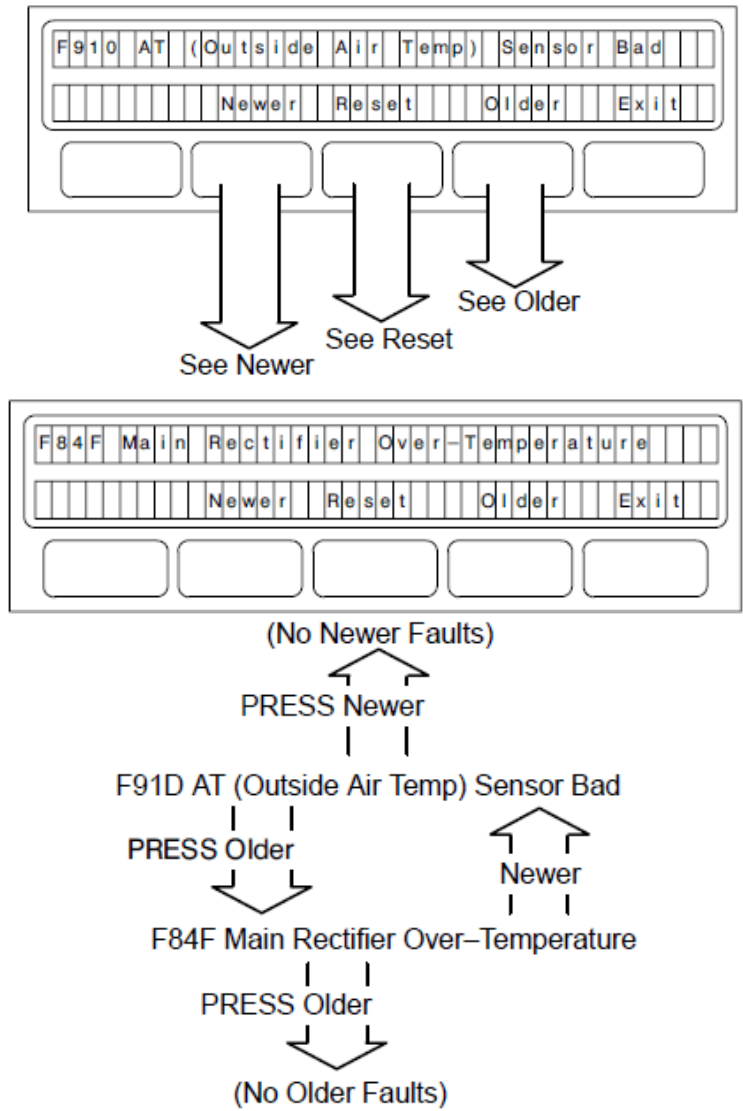 F910 AT (Outside Air Temp) Sensor Bad
Newer Reset Older Exit
See Older
See Reset
See Newer
F84F Main Rectifier Over–Temperature
Newer Reset Older Exit
(No Newer Faults)
PRESS Newer
F91D AT (Outside Air Temp) Sensor Bad
PRESS Older
Newer
F84F Main Rectifier Over–Temperature
PRESS Older
(No Older Faults)